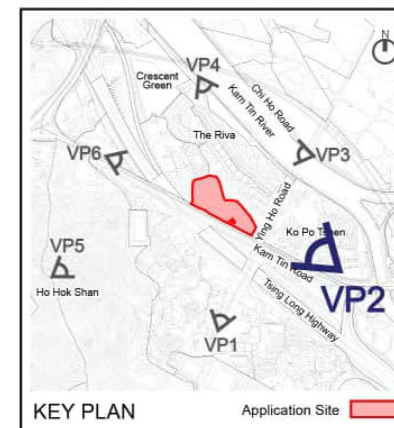 N
VP4
Crescent
Green
Chi Ho Road
Kam Tin River
The Riva
VP3
VP6
Ying Ho Road
Ko Po Tsuen
VP5
Kam Tin Road
Ho Hok Shan
VP2
Tsing Long Highway
VP1
KEY PLAN
Application Site